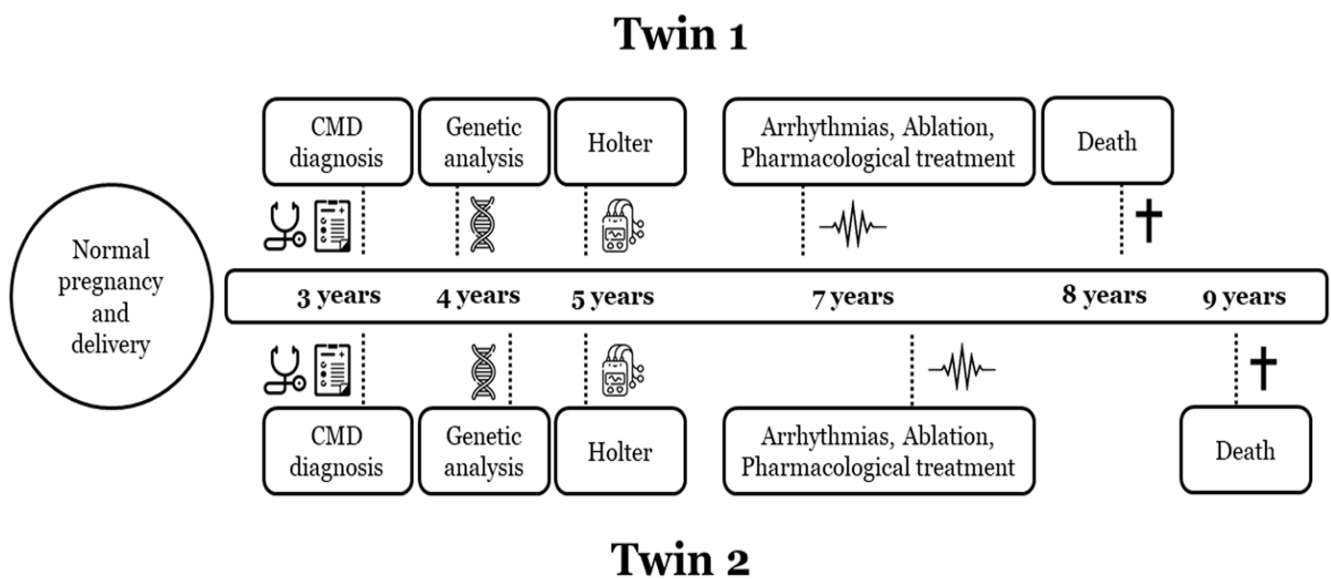 Twin 1
CMD
diagnosis
Genetic
analysis
Holter
Arrhythmias, Ablation,
Pharmacological treatment
Death
Normal
pregnancy
and
delivery
3 years
4 years
5 years
7 years
8 years
9 years
CMD
diagnosis
Genetic
analysis
Holter
Arrhythmias, Ablation,
Pharmacological treatment
Death
Twin 2